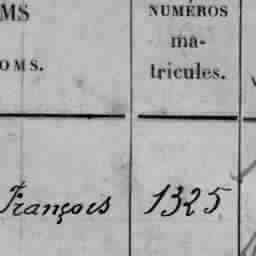 MS
OMS.
NUMÉROS
ma-
tricules.
François
1325